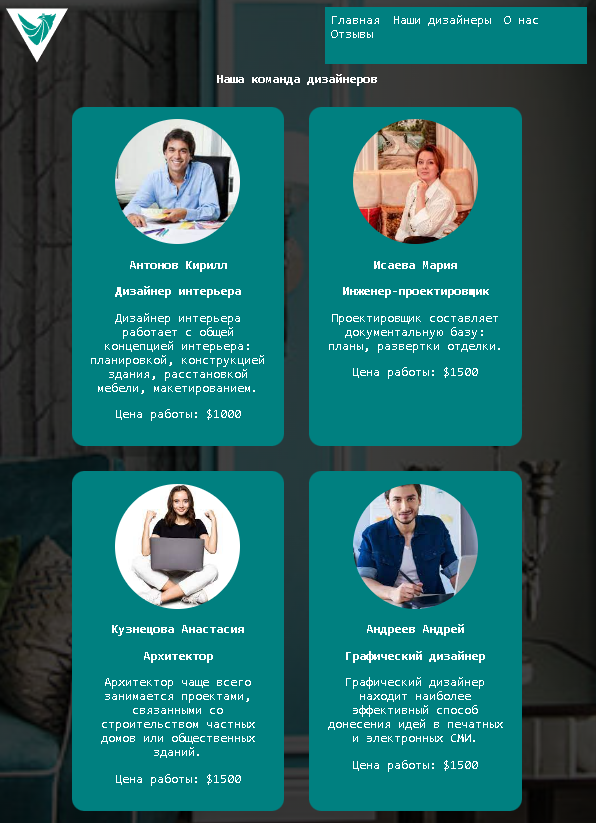 Главная Наши дизайнеры О нас
Отзывы
Наша команда дизайнеров
Антонов Кирилл
Дизайнер интерьера
Дизайнер интерьера
работает с общей
концепцией интерьера:
планировкой, конструкцией
здания, расстановкой
мебели, макетированием.
Цена работы: $1000
Исаева Мария
Инженер-проектировщик
Проектировщик составляет
документальную базу:
планы, развертки отделки.
Цена работы: $1500
Кузнецова Анастасия
Архитектор
Архитектор чаще всего
занимается проектами,
связанными со
строительством частных
домов или общественных
зданий.
Цена работы: $1500
Андреев Андрей
Графический дизайнер
Графический дизайнер
находит наиболее
эффективный способ
донесения идей в печатных
и электронных СМИ.
Цена работы: $1500